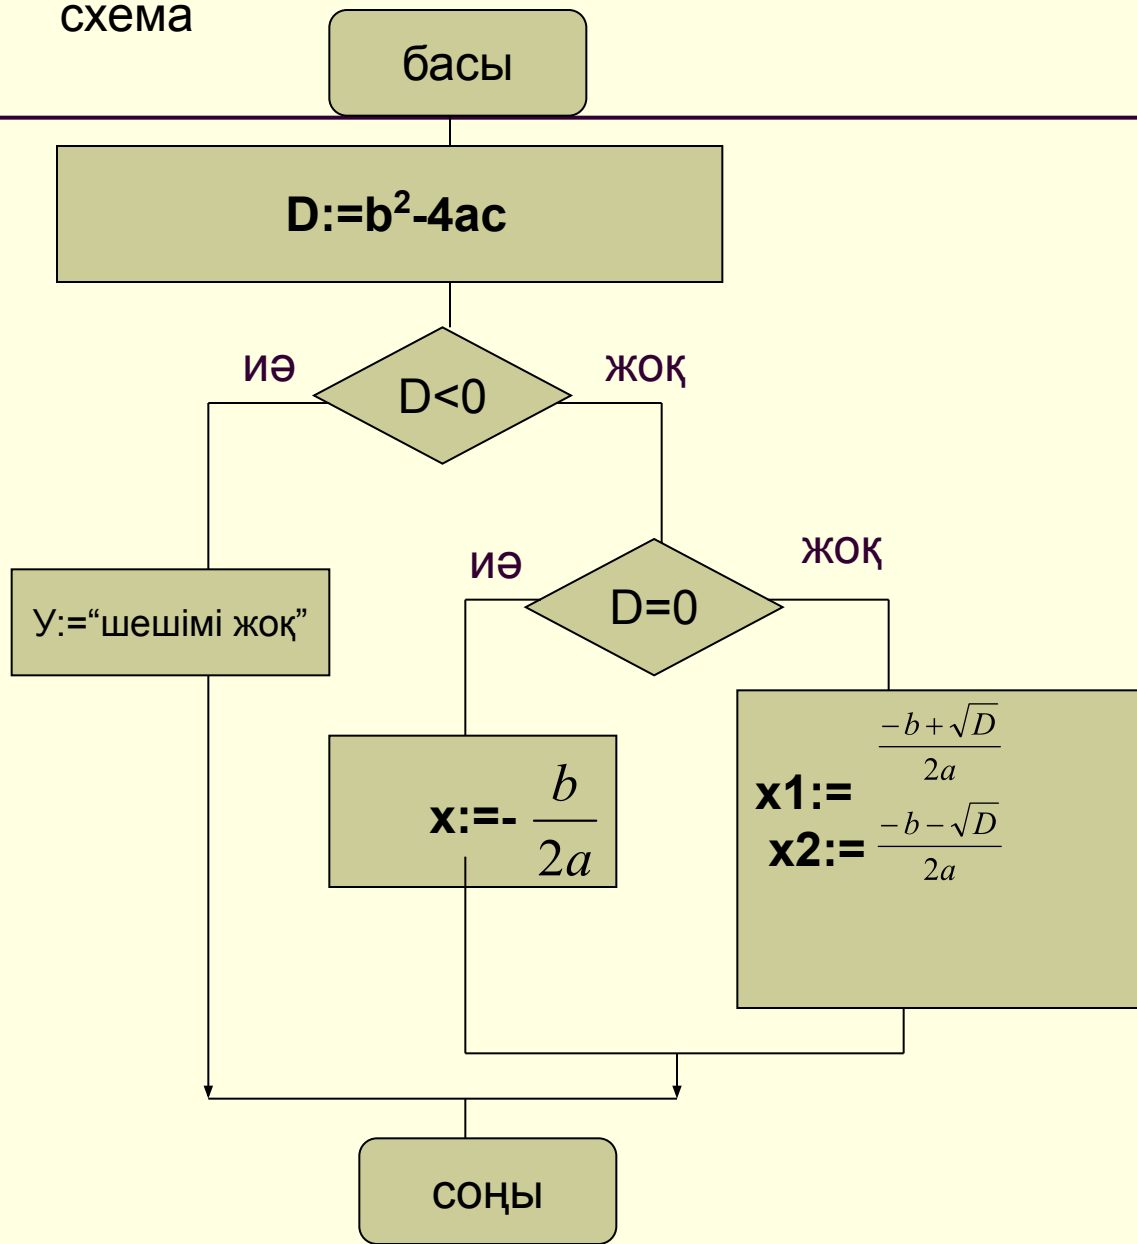 схема
басы
D:=b²-4ac
иә
жоқ
D<0
иә
жоқ
D=0
У:=“шешімі жоқ”
x:=- b/2a
x1:= −b+√D/2a
x2:= −b−√D/2a
соңы